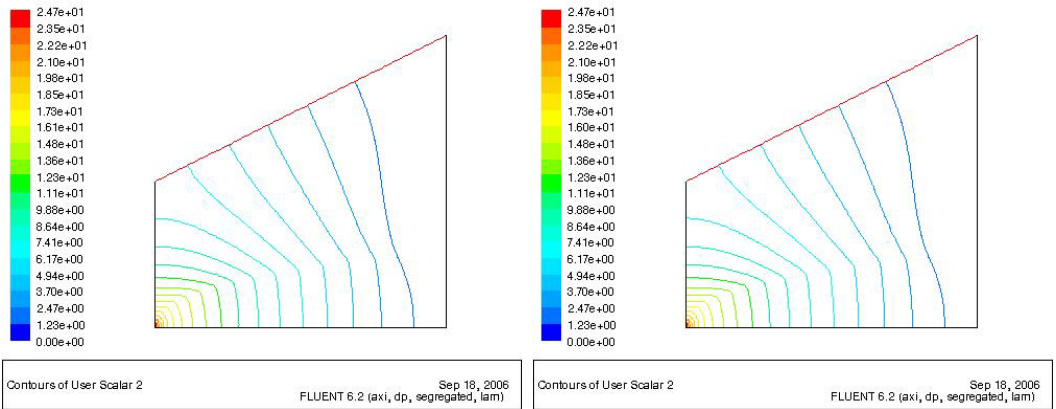 2.47e+01
2.35e+01
2.22e+01
2.10e+01
1.98e+01
1.85e+01
1.73e+01
1.61e+01
1.48e+01
1.36e+01
1.23e+01
1.11e+01
9.88e+00
8.64e+00
7.41e+00
6.17e+00
4.94e+00
3.70e+00
2.47e+00
1.23e+00
0.00e+00
Contours of User Scalar 2
Sep 18, 2006
FLUENT 6.2 (axi, dp, segregated, lam)
2.47e+01
2.35e+01
2.22e+01
2.10e+01
1.98e+01
1.85e+01
1.73e+01
1.61e+01
1.48e+01
1.36e+01
1.23e+01
1.11e+01
9.88e+00
8.64e+00
7.41e+00
6.17e+00
4.94e+00
3.70e+00
2.47e+00
1.23e+00
0.00e+00
Contours of User Scalar 2
Sep 18, 2006
FLUENT 6.2 (axi, dp, segregated, lam)